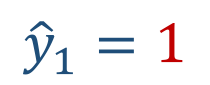 ŷ₁ = 1